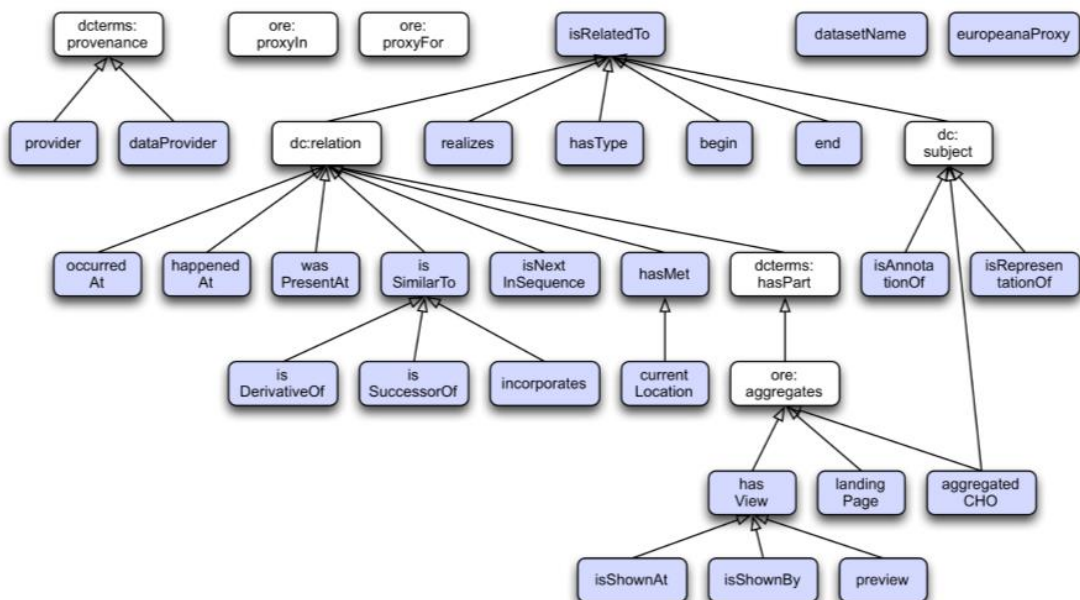 dcterms:
provenance
ore:
proxyIn
ore:
proxyFor
isRelatedTo
datasetName
europeanaProxy
provider
dataProvider
dc:relation
realizes
hasType
begin
end
dc:
subject
occurred
At
happened
At
was
PresentAt
is
SimilarTo
isNext
InSequence
hasMet
dcterms:
hasPart
isAnnota
tionOf
isRepresen
tationOf
is
DerivativeOf
is
SuccessorOf
incorporates
current
Location
ore:
aggregates
has
View
landing
Page
aggregated
CHO
isShownAt
isShownBy
preview